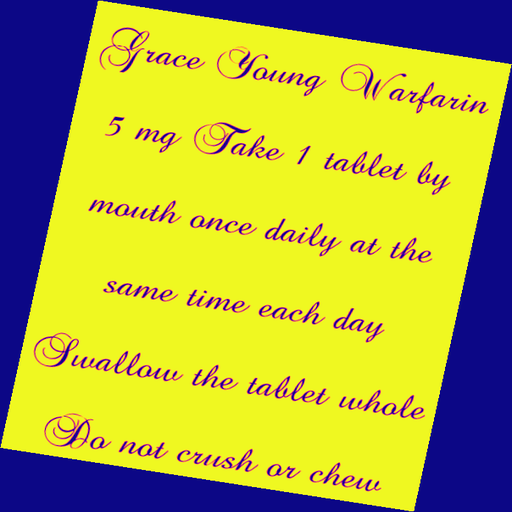 Grace Young Warfarin
5 mg Take 1 tablet by
mouth once daily at the
same time each day
Swallow the tablet whole
Do not crush or chew